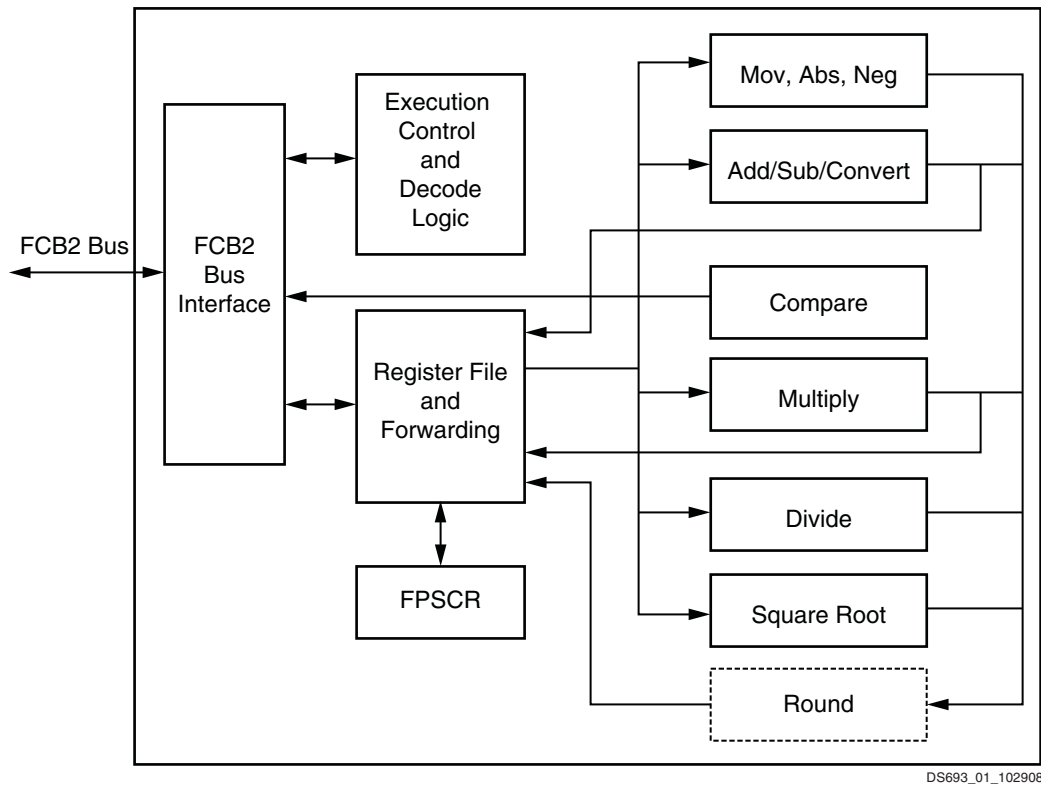 FCB2 Bus
FCB2
Bus
Interface
Execution
Control
and
Decode
Logic
Register File
and
Forwarding
FPSCR
Mov, Abs, Neg
Add/Sub/Convert
Compare
Multiply
Divide
Square Root
Round
DS693_01_102908